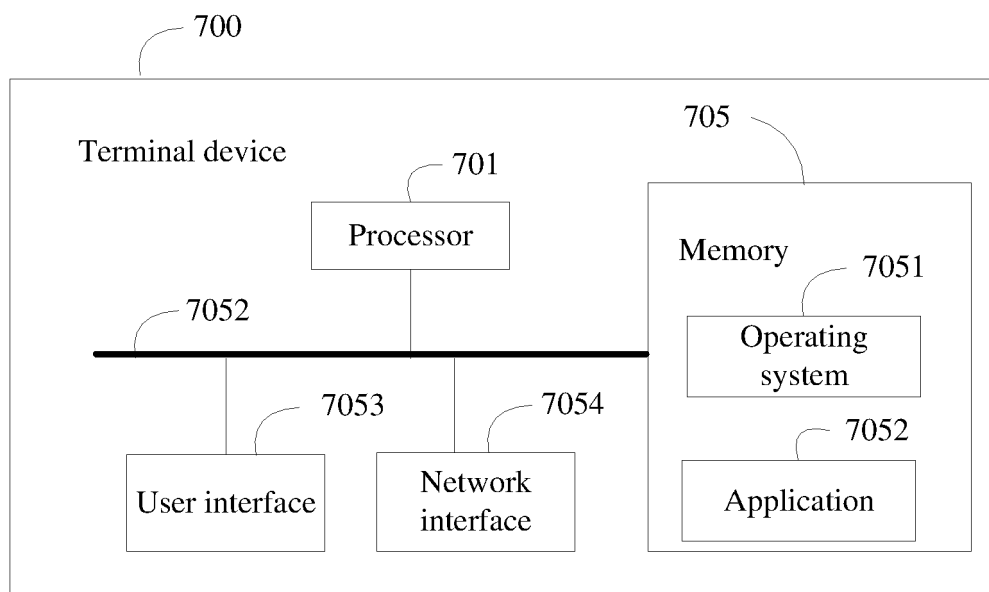 700
705
Terminal device
701
Processor
Memory
7051
7052
Operating
system
7053
7054
7052
User interface
Network
interface
Application